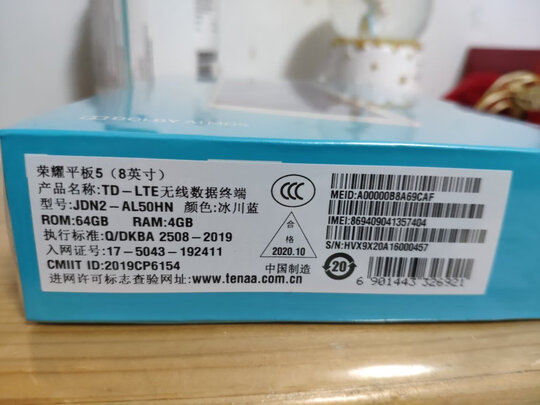 荣耀平板5（8英寸）
产品名称:TD-LTE无线数据终端
型号:JDN2-AL50HN 颜色:冰川蓝
ROM:64GB RAM:4GB
执行标准:Q/DKBA 2508-2019
入网证号:17-5043-192411
CMIIT ID:2019CP6154
进网许可标志查验网址:www.tenaa.com.cn
CCC
合格
2020.10
中国制造
MEID:A00000B8A69CAF
IMEI:869409041357404
S/N:HVX9X20A16000457
20
6 901443 326921